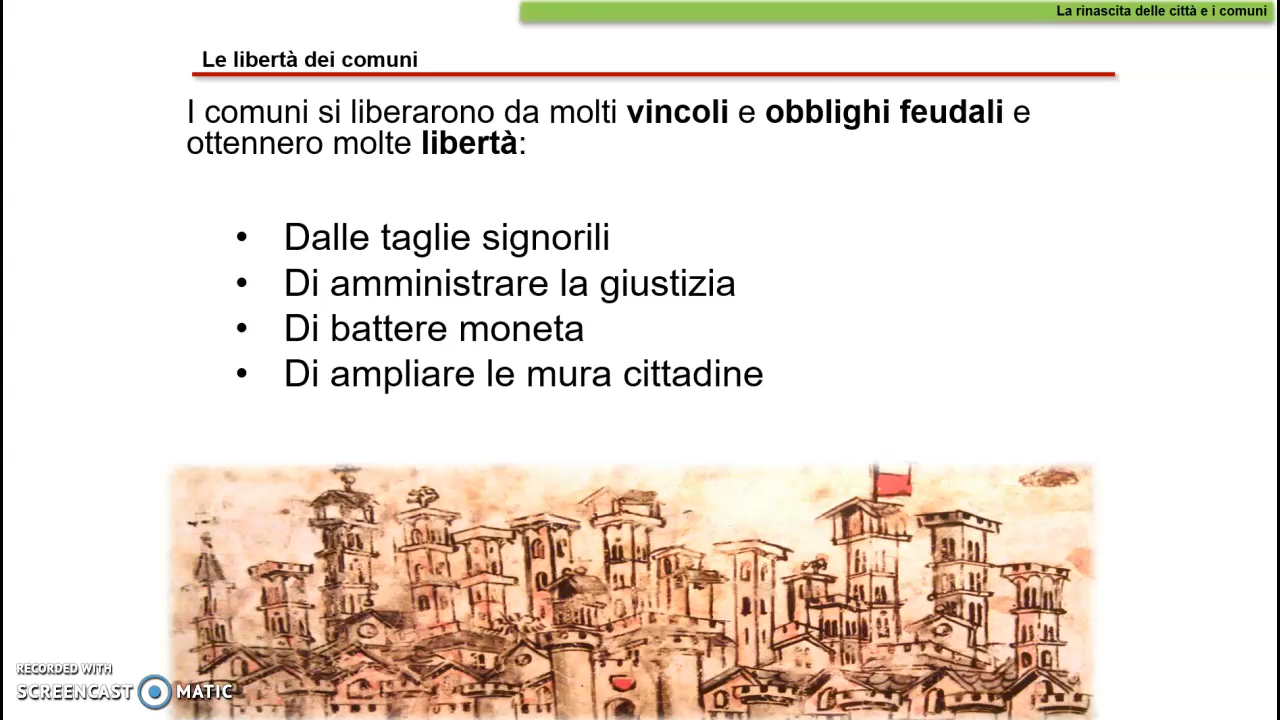 La rinascita delle città e i comuni
Le libertà dei comuni
I comuni si liberarono da molti vincoli e obblighi feudali e
ottennero molte libertà:
• Dalle taglie signorili
• Di amministrare la giustizia
• Di battere moneta
• Di ampliare le mura cittadine
RECORDED WITH
SCREENCAST MATIC